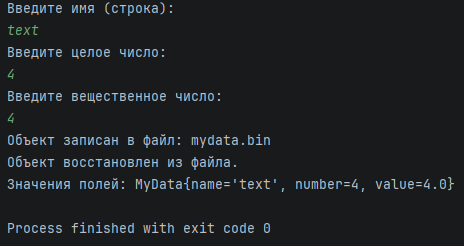 Введите имя (строка):
text
Введите целое число:
4
Введите вещественное число:
4
Объект записан в файл: mydata.bin
Объект восстановлен из файла.
Значения полей: MyData{name='text', number=4, value=4.0}
Process finished with exit code 0